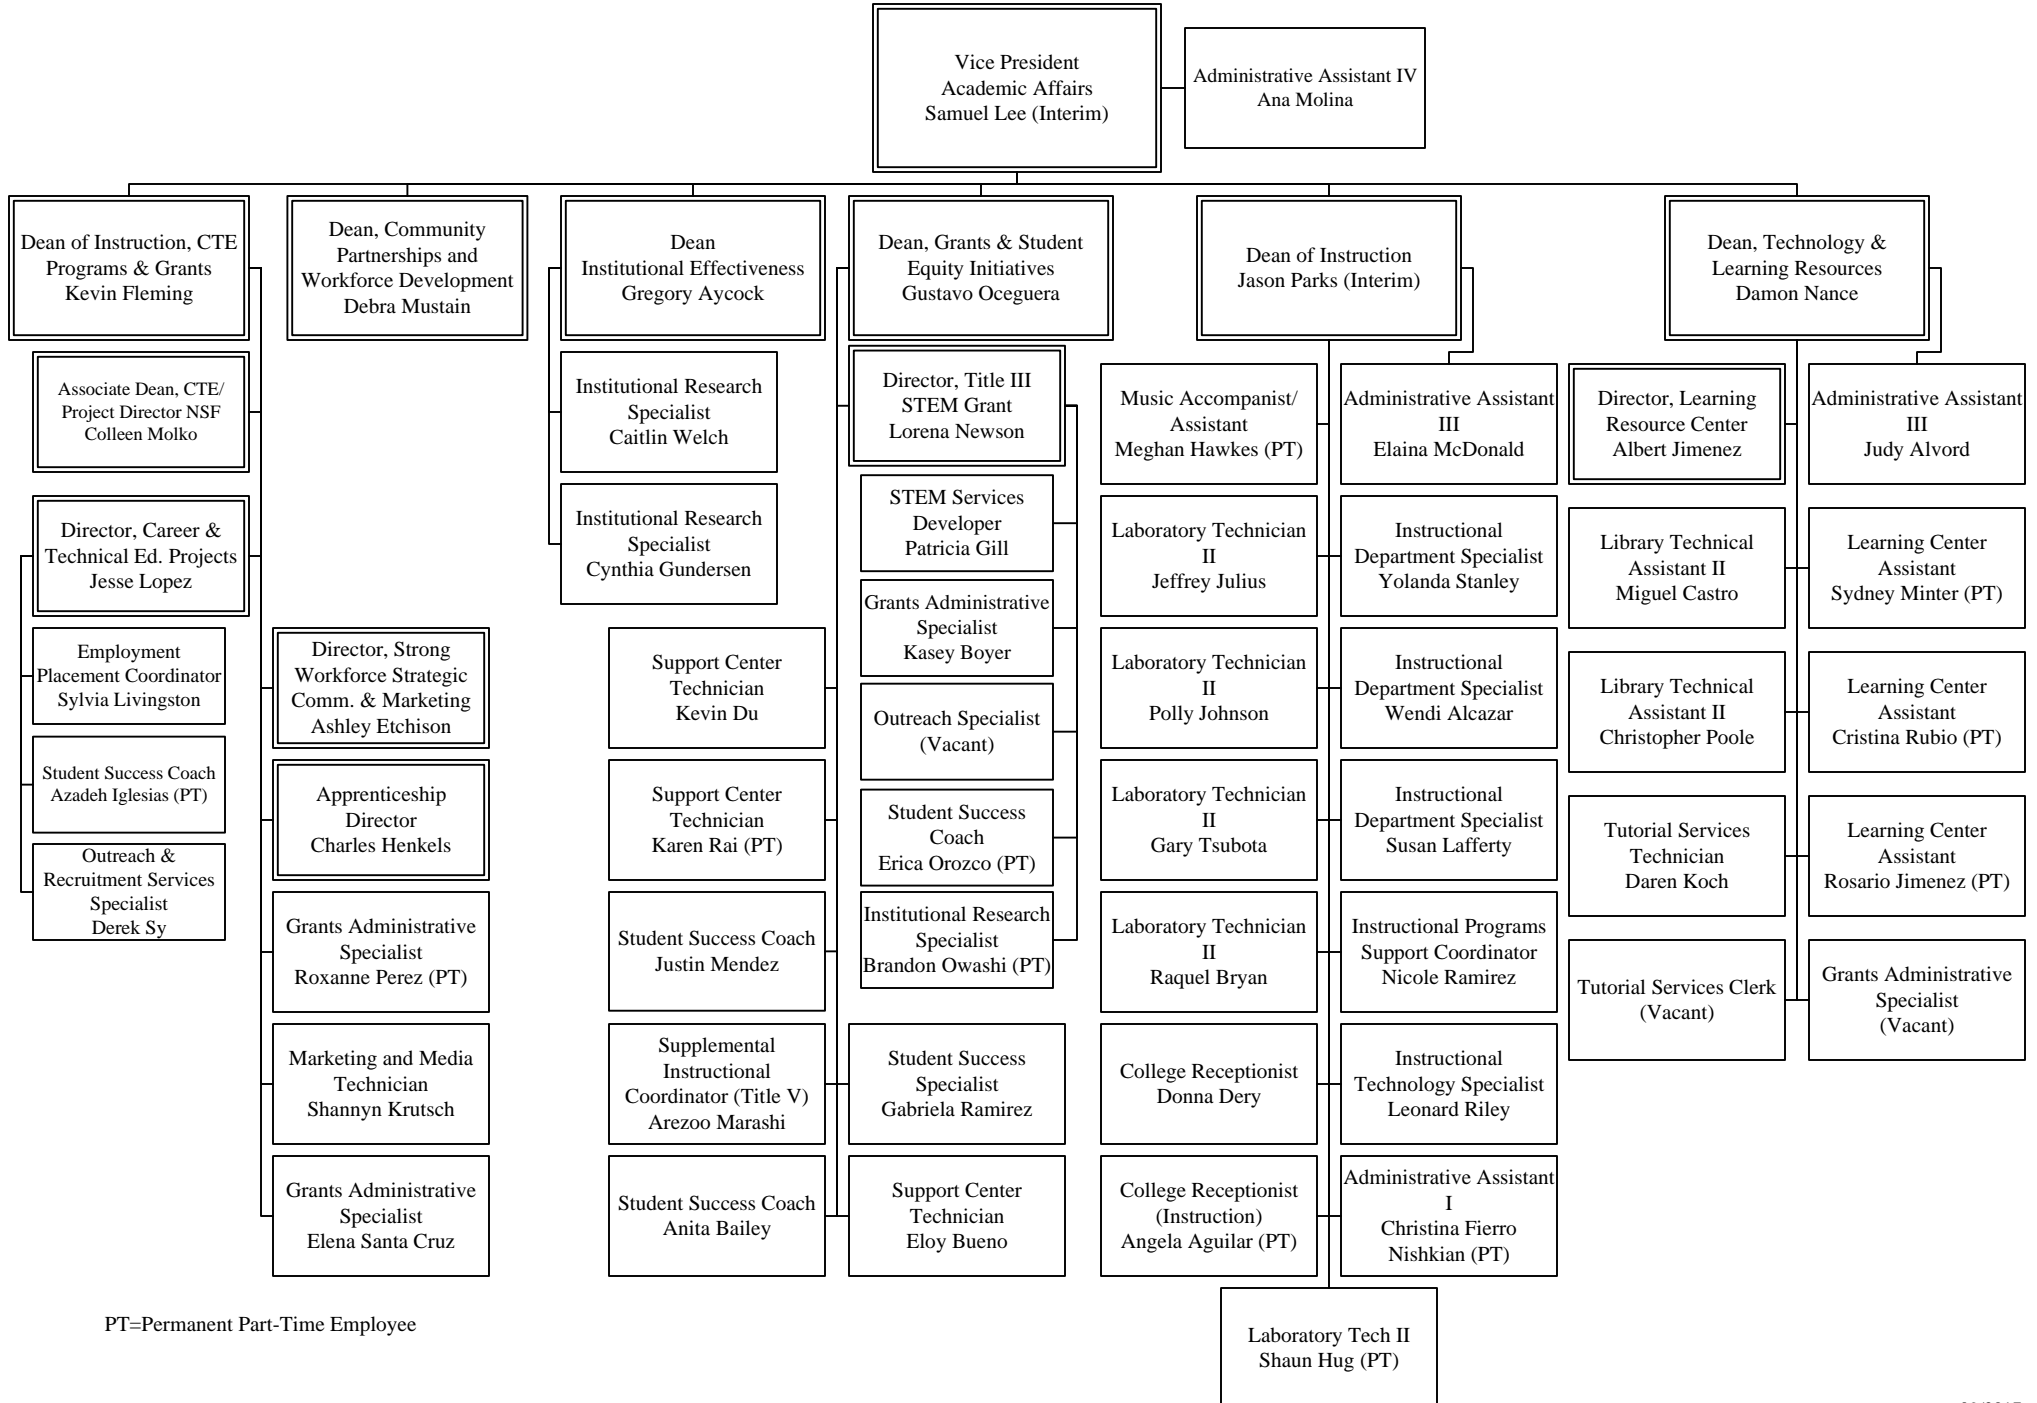 Vice President
Academic Affairs
Samuel Lee (Interim)
Administrative Assistant IV
Ana Molina
Dean of Instruction, CTE
Programs & Grants
Kevin Fleming
Dean, Community
Partnerships and
Workforce Development
Debra Mustain
Dean
Institutional Effectiveness
Gregory Aycock
Dean, Grants & Student
Equity Initiatives
Gustavo Oceguera
Dean of Instruction
Jason Parks (Interim)
Dean, Technology &
Learning Resources
Damon Nance
Associate Dean, CTE/
Project Director NSF
Colleen Molko
Director, Career &
Technical Ed. Projects
Jesse Lopez
Employment
Placement Coordinator
Sylvia Livingston
Student Success Coach
Azadeh Iglesias (PT)
Outreach &
Recruitment Services
Specialist
Derek Sy
Director, Strong
Workforce Strategic
Comm. & Marketing
Ashley Etchison
Apprenticeship
Director
Charles Henkels
Grants Administrative
Specialist
Roxanne Perez (PT)
Marketing and Media
Technician
Shannyn Krutsch
Grants Administrative
Specialist
Elena Santa Cruz
Institutional Research
Specialist
Caitlin Welch
Institutional Research
Specialist
Cynthia Gundersen
Director, Title III
STEM Grant
Lorena Newson
STEM Services
Developer
Patricia Gill
Grants Administrative
Specialist
Kasey Boyer
Outreach Specialist
(Vacant)
Student Success
Coach
Erica Orozco (PT)
Institutional Research
Specialist
Brandon Owashi (PT)
Support Center
Technician
Kevin Du
Support Center
Technician
Karen Rai (PT)
Student Success Coach
Justin Mendez
Supplemental
Instructional
Coordinator (Title V)
Arezoo Marashi
Student Success
Specialist
Gabriela Ramirez
Student Success Coach
Anita Bailey
Support Center
Technician
Eloy Bueno
Music Accompanist/
Assistant
Meghan Hawkes (PT)
Administrative Assistant
III
Elaina McDonald
Laboratory Technician
II
Jeffrey Julius
Instructional
Department Specialist
Yolanda Stanley
Laboratory Technician
II
Polly Johnson
Instructional
Department Specialist
Wendi Alcazar
Laboratory Technician
II
Gary Tsubota
Instructional
Department Specialist
Susan Lafferty
Laboratory Technician
II
Raquel Bryan
Instructional Programs
Support Coordinator
Nicole Ramirez
College Receptionist
Donna Dery
Instructional
Technology Specialist
Leonard Riley
College Receptionist
(Instruction)
Angela Aguilar (PT)
Administrative Assistant
I
Christina Fierro
Nishkian (PT)
Laboratory Tech II
Shaun Hug (PT)
Director, Learning
Resource Center
Albert Jimenez
Administrative Assistant
III
Judy Alvord
Library Technical
Assistant II
Miguel Castro
Learning Center
Assistant
Sydney Minter (PT)
Library Technical
Assistant II
Christopher Poole
Learning Center
Assistant
Cristina Rubio (PT)
Tutorial Services
Technician
Daren Koch
Learning Center
Assistant
Rosario Jimenez (PT)
Tutorial Services Clerk
(Vacant)
Grants Administrative
Specialist
(Vacant)
PT=Permanent Part-Time Employee